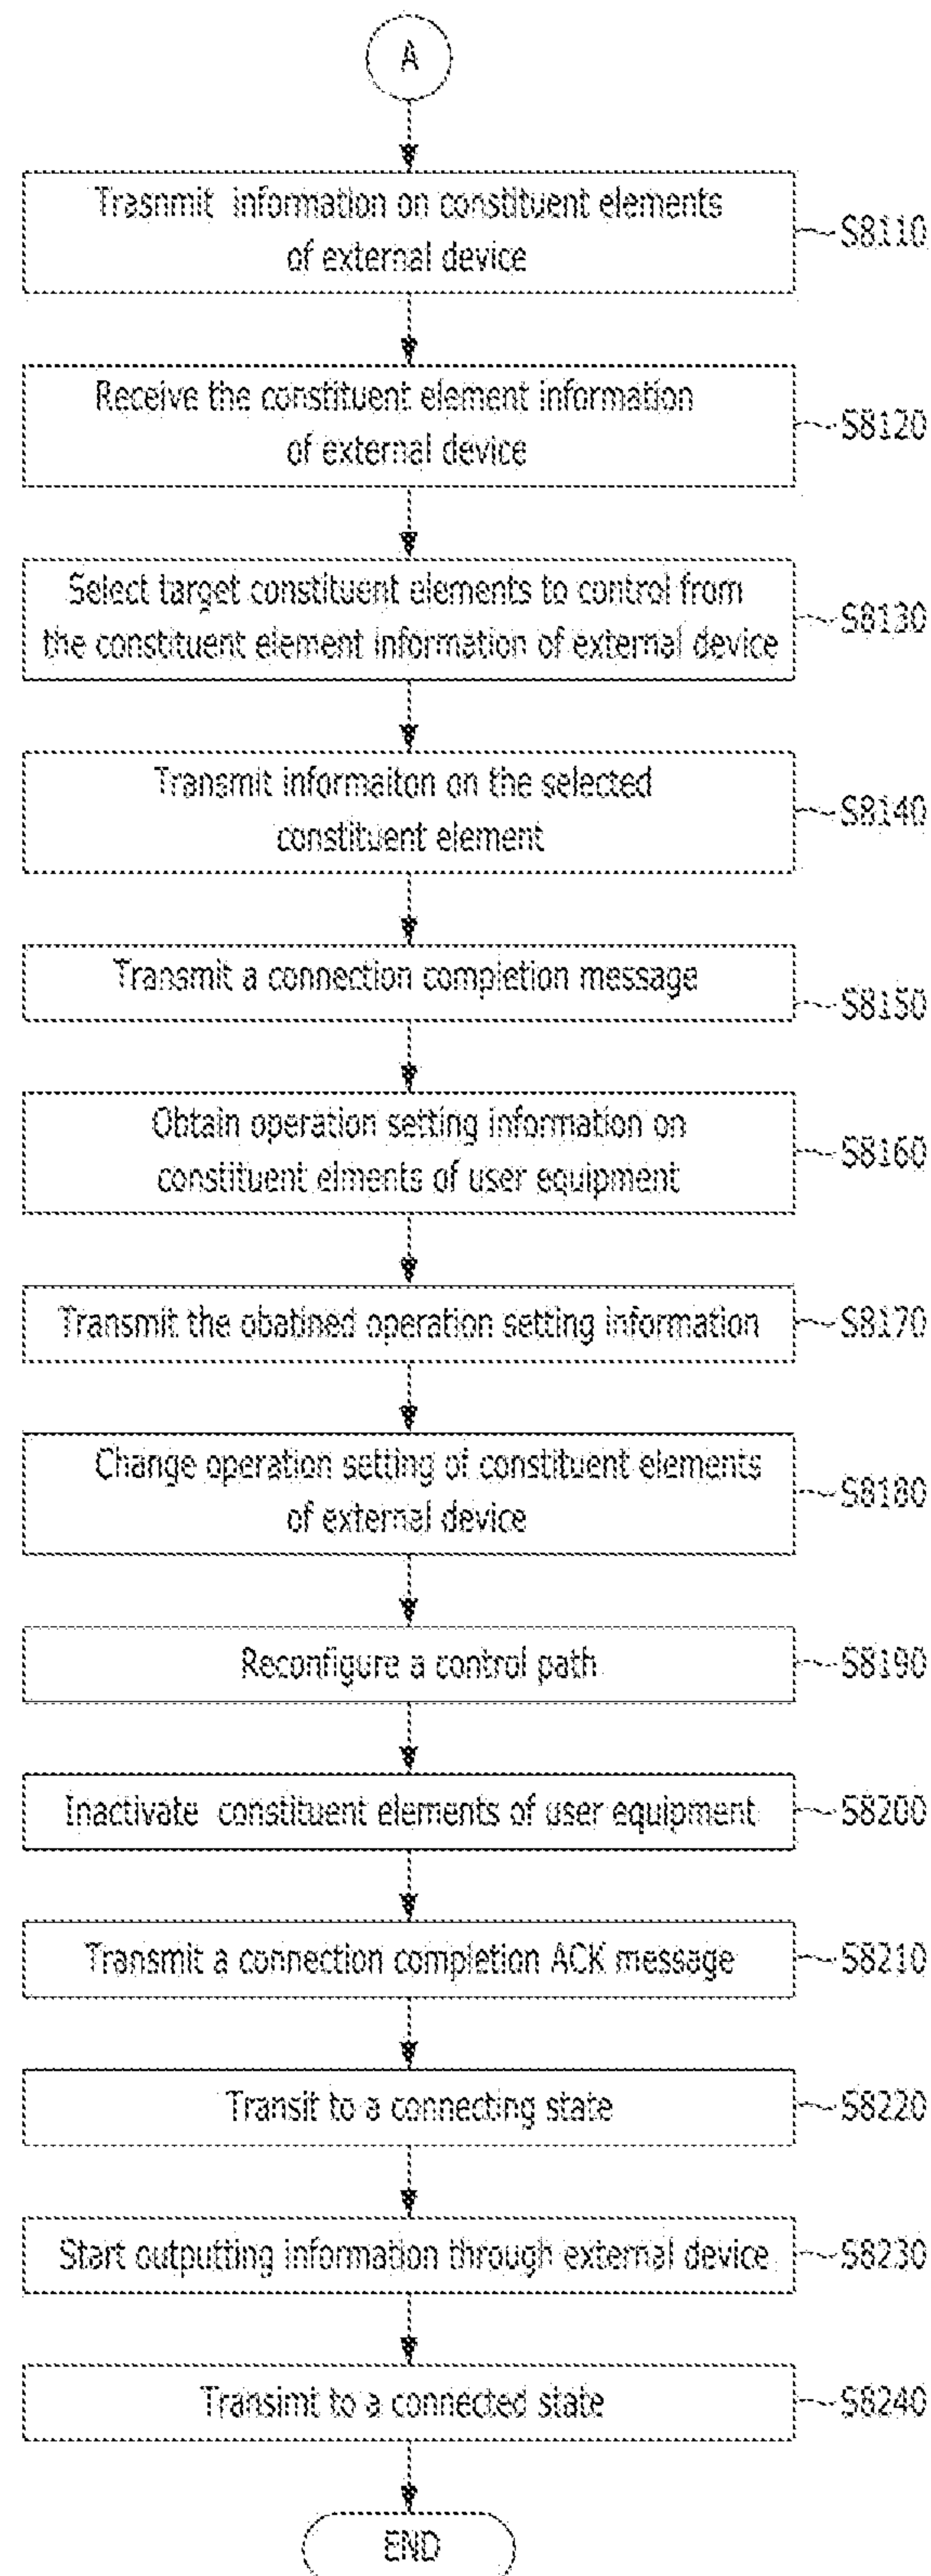 A
Trasnmit information on constituent elements
of external device
S8110
Receive the constituent element information
of external device
S8120
Select target constituent elements to control from
the constituent element information of external device
S8130
Transmit informaiton on the selected
constituent element
S8140
Transmit a connection completion message
S8150
Obtain operation setting information on
constituent elments of user equipment
S8160
Transmit the obatined operation setting information
S8170
Change operation setting of constituent elements
of external device
S8180
Reconfigure a control path
S8190
Inactivate constituent elements of user equipment
S8200
Transmit a connection completion ACK message
S8210
Transit to a connecting state
S8220
Start outputting information through external device
S8230
Transimt to a connected state
S8240
END